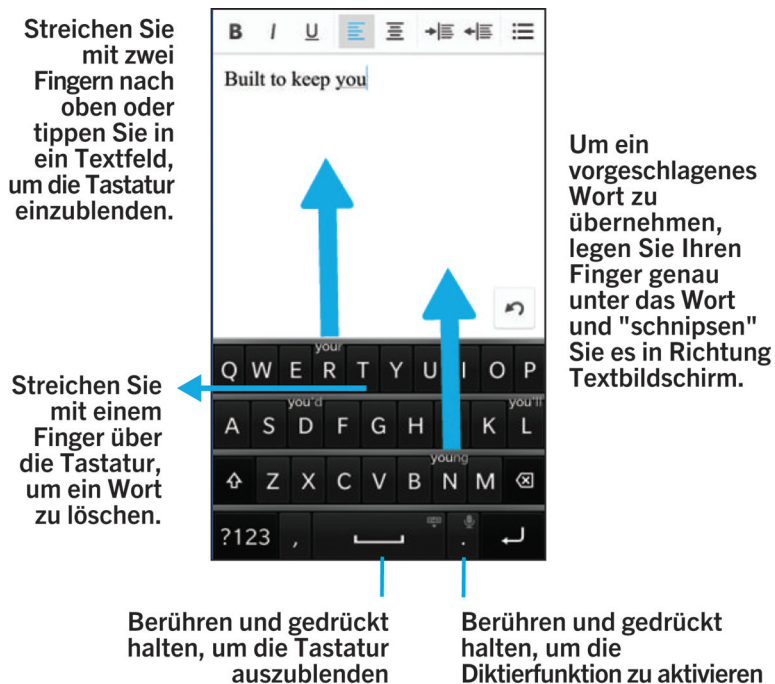 Streichen Sie
mit zwei
Fingern nach
oben oder
tippen Sie in
ein Textfeld,
um die Tastatur
einzublenden.
B I U
Built to keep you
Um ein
vorgeschlagenes
Wort zu
übernehmen,
legen Sie Ihren
Finger genau
unter das Wort
und "schnipsen"
Sie es in Richtung
Textbildschirm.
your
Q W E R T Y U I O P
Streichen Sie
mit einem
Finger über
die Tastatur,
um ein Wort
zu löschen.
you'd you'll
A S D F G H K L
young
Z X C V B N M
?123 , .
Berühren und gedrückt
halten, um die Tastatur
auszublenden
Berühren und gedrückt
halten, um die
Diktierfunktion zu aktivieren